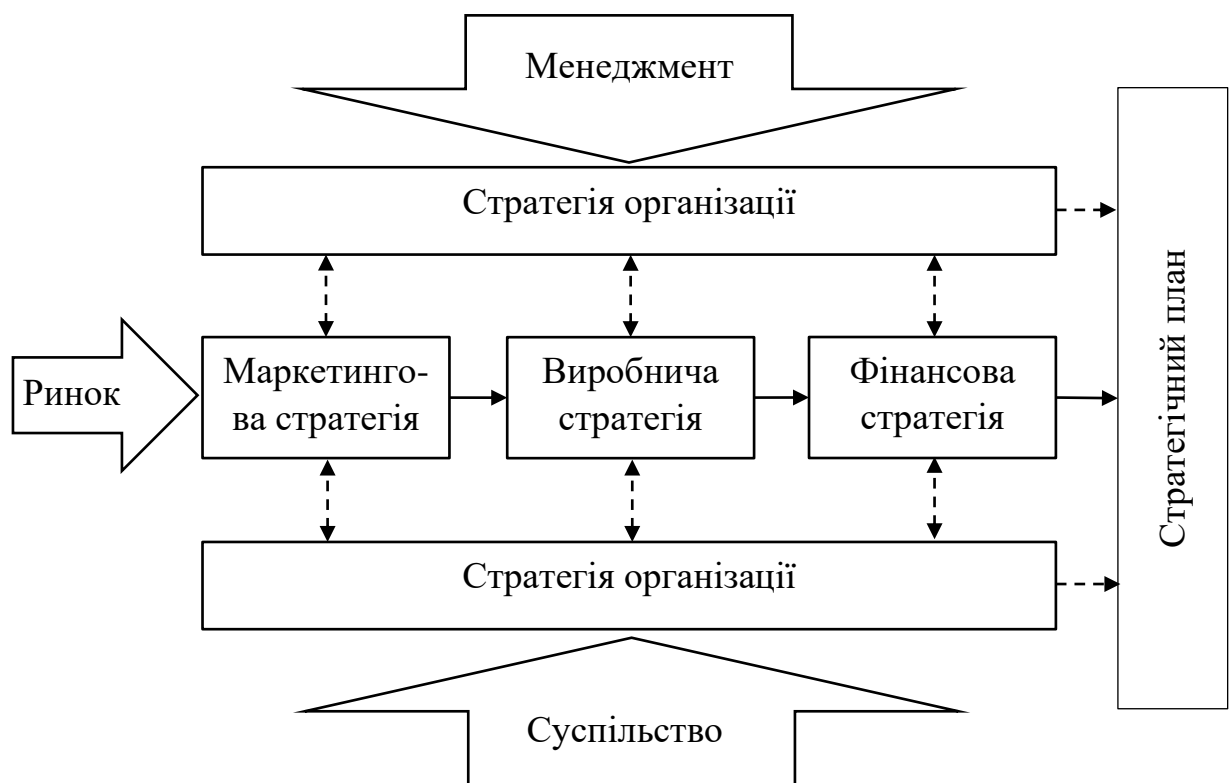 Менеджмент
Стратегія організації
Ринок
Маркетинго-
ва стратегія
Виробнича
стратегія
Фінансова
стратегія
Стратегічний план
Стратегія організації
Суспільство